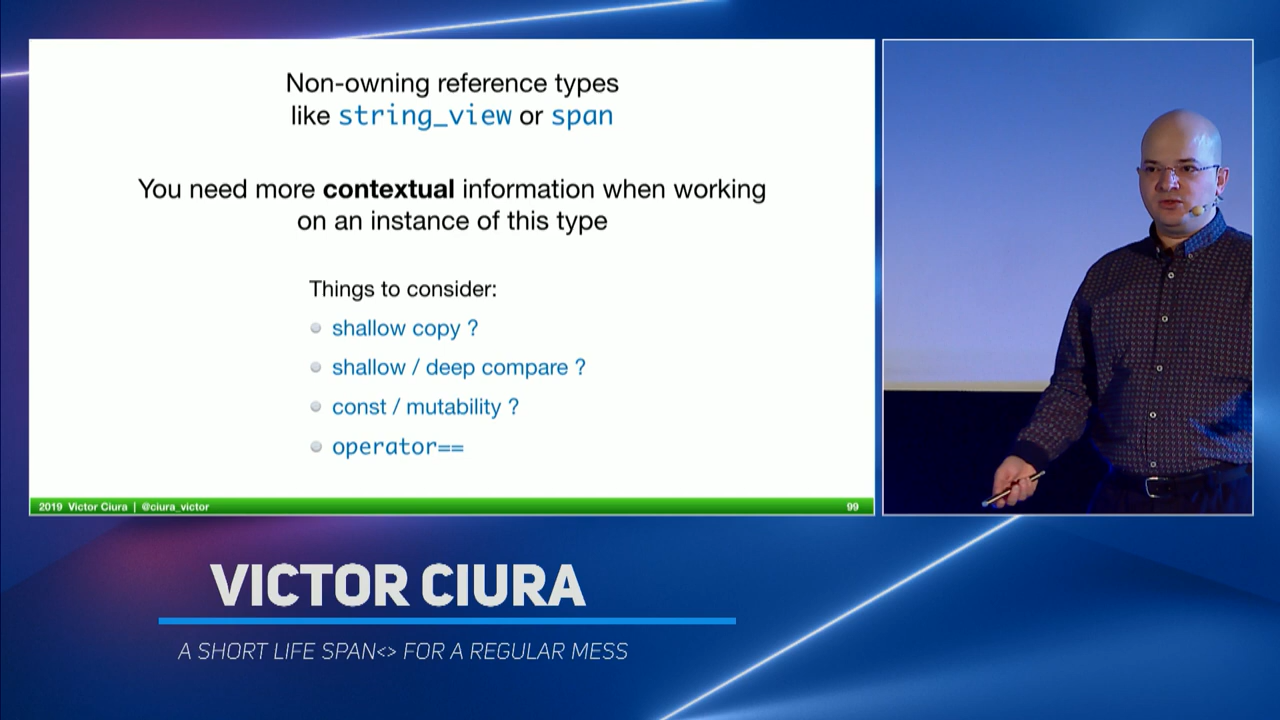 Non-owning reference types
like string_view or span
You need more contextual information when working
on an instance of this type
Things to consider:
shallow copy ?
shallow / deep compare ?
const / mutability ?
operator==
2019 Victor Ciura | @ciura_victor
99
VICTOR CIURA
A SHORT LIFE SPAN<> FOR A REGULAR MESS